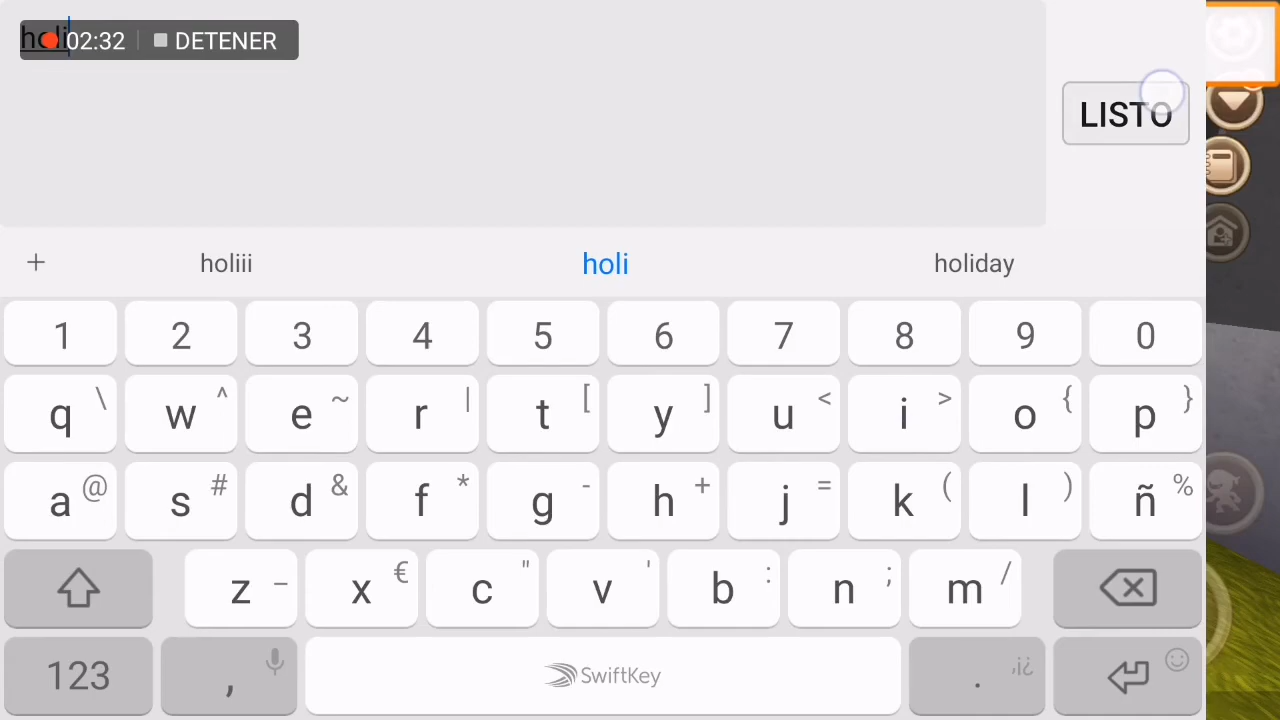 holi
02:32 DETENER
LISTO
+ holiii holi holiday
1 2 3 4 5 6 7 8 9 0
q \ w ^ e ~ r | t [ y ] u < i > o { p }
a @ s # d & f * g - h + j = k ( l ) ñ %
z _ x € c " v ' b : n ; m /
123 , SwiftKey . ,¡¿